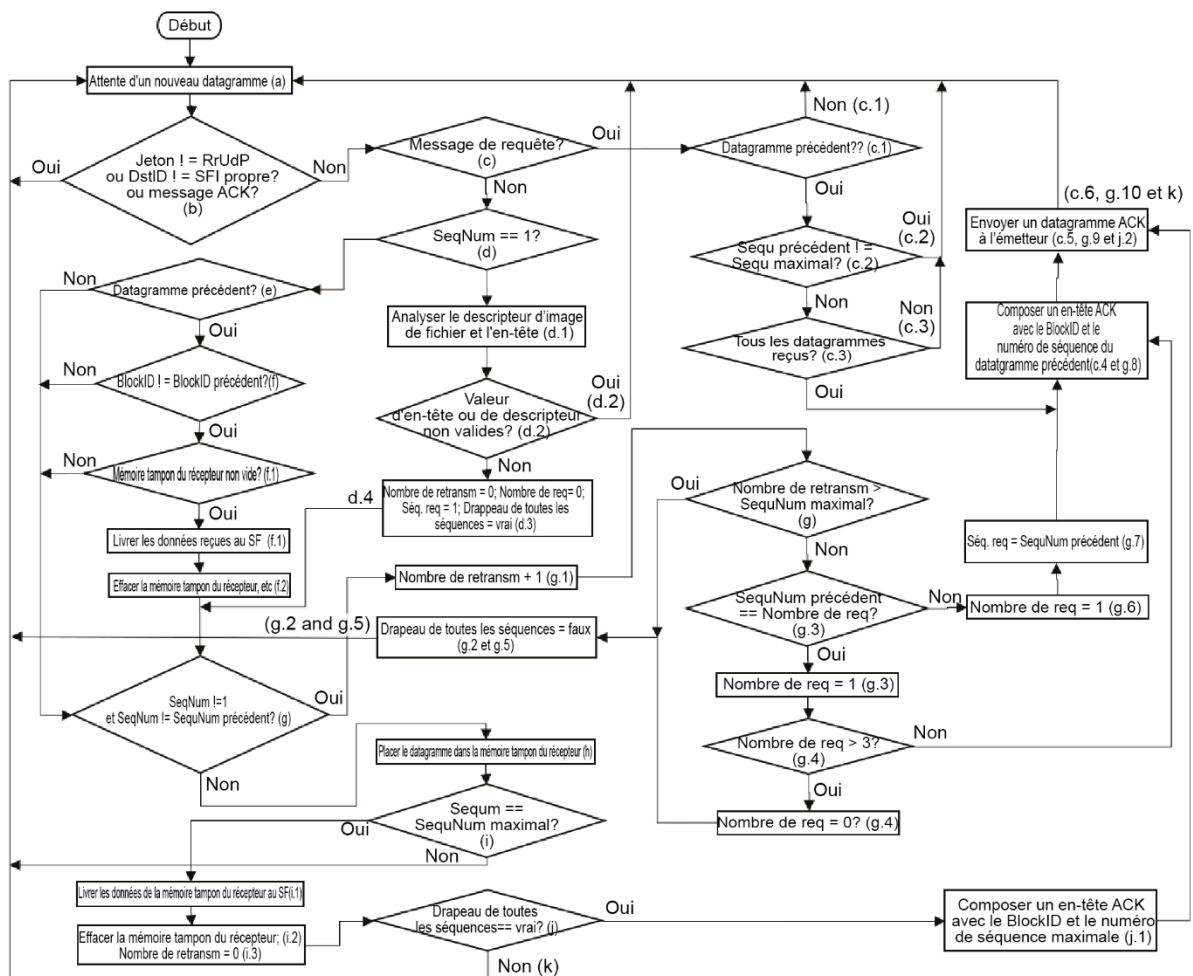 Début
Attente d'un nouveau datagramme (a)
Jeton ! = RrUdP
ou DstID ! = SFI propre?
ou message ACK?
(b)
Oui
Non
Message de requête?
(c)
Oui
Non
Datagramme précédent?? (c.1)
Non (c.1)
Oui
Sequ précédent ! =
Sequ maximal? (c.2)
Oui
(c.2)
Non
Tous les datagrammes
reçus? (c.3)
Non
(c.3)
Oui
(c.6, g.10 et k)
Envoyer un datagramme ACK
à l'émetteur (c.5, g.9 et j.2)
Composer un en-tête ACK
avec le BlockID et le
numéro de séquence du
datatgramme précédent(c.4 et g.8)
SeqNum == 1?
(d)
Analyser le descripteur d'image
de fichier et l'en-tête (d.1)
Valeur
d'en-tête ou de descripteur
non valides? (d.2)
Oui
(d.2)
Non
Nombre de retransm = 0; Nombre de req= 0;
Séq. req = 1; Drappeau de toutes les
séquences = vrai (d.3)
d.4
Datagramme précédent? (e)
Non
Oui
BlockID ! = BlockID précédent?(f)
Non
Oui
Mémoire tampon du récepteur non vide? (f.1)
Non
Oui
Livrer les données reçues au SF (f.1)
Effacer la mémoire tampon du récepteur, etc (f.2)
SeqNum !=1
et SeqNum != SequNum précédent? (g)
Oui
Non
Nombre de retransm + 1 (g.1)
Nombre de retransm >
SequNum maximal?
(g)
Oui
Non
(g.2 and g.5)
Drapeau de toutes les séquences = faux
(g.2 et g.5)
SequNum précédent
== Nombre de req?
(g.3)
Non
Oui
Nombre de req = 1 (g.6)
Séq. req = SequNum précédent (g.7)
Nombre de req = 1 (g.3)
Nombre de req > 3?
(g.4)
Non
Oui
Nombre de req = 0? (g.4)
Placer le datagramme dans la mémoire tampon du récepteur (h)
Sequm ==
SequNum maximal?
(i)
Oui
Non
Livrer les données de la mémoire tampon du récepteur au SF(i.1)
Effacer la mémoire tampon du récepteur; (i.2)
Nombre de retransm = 0 (i.3)
Drapeau de toutes
les séquences== vrai? (j)
Oui
Non (k)
Composer un en-tête ACK
avec le BlockID et le numéro
de séquence maximale (j.1)